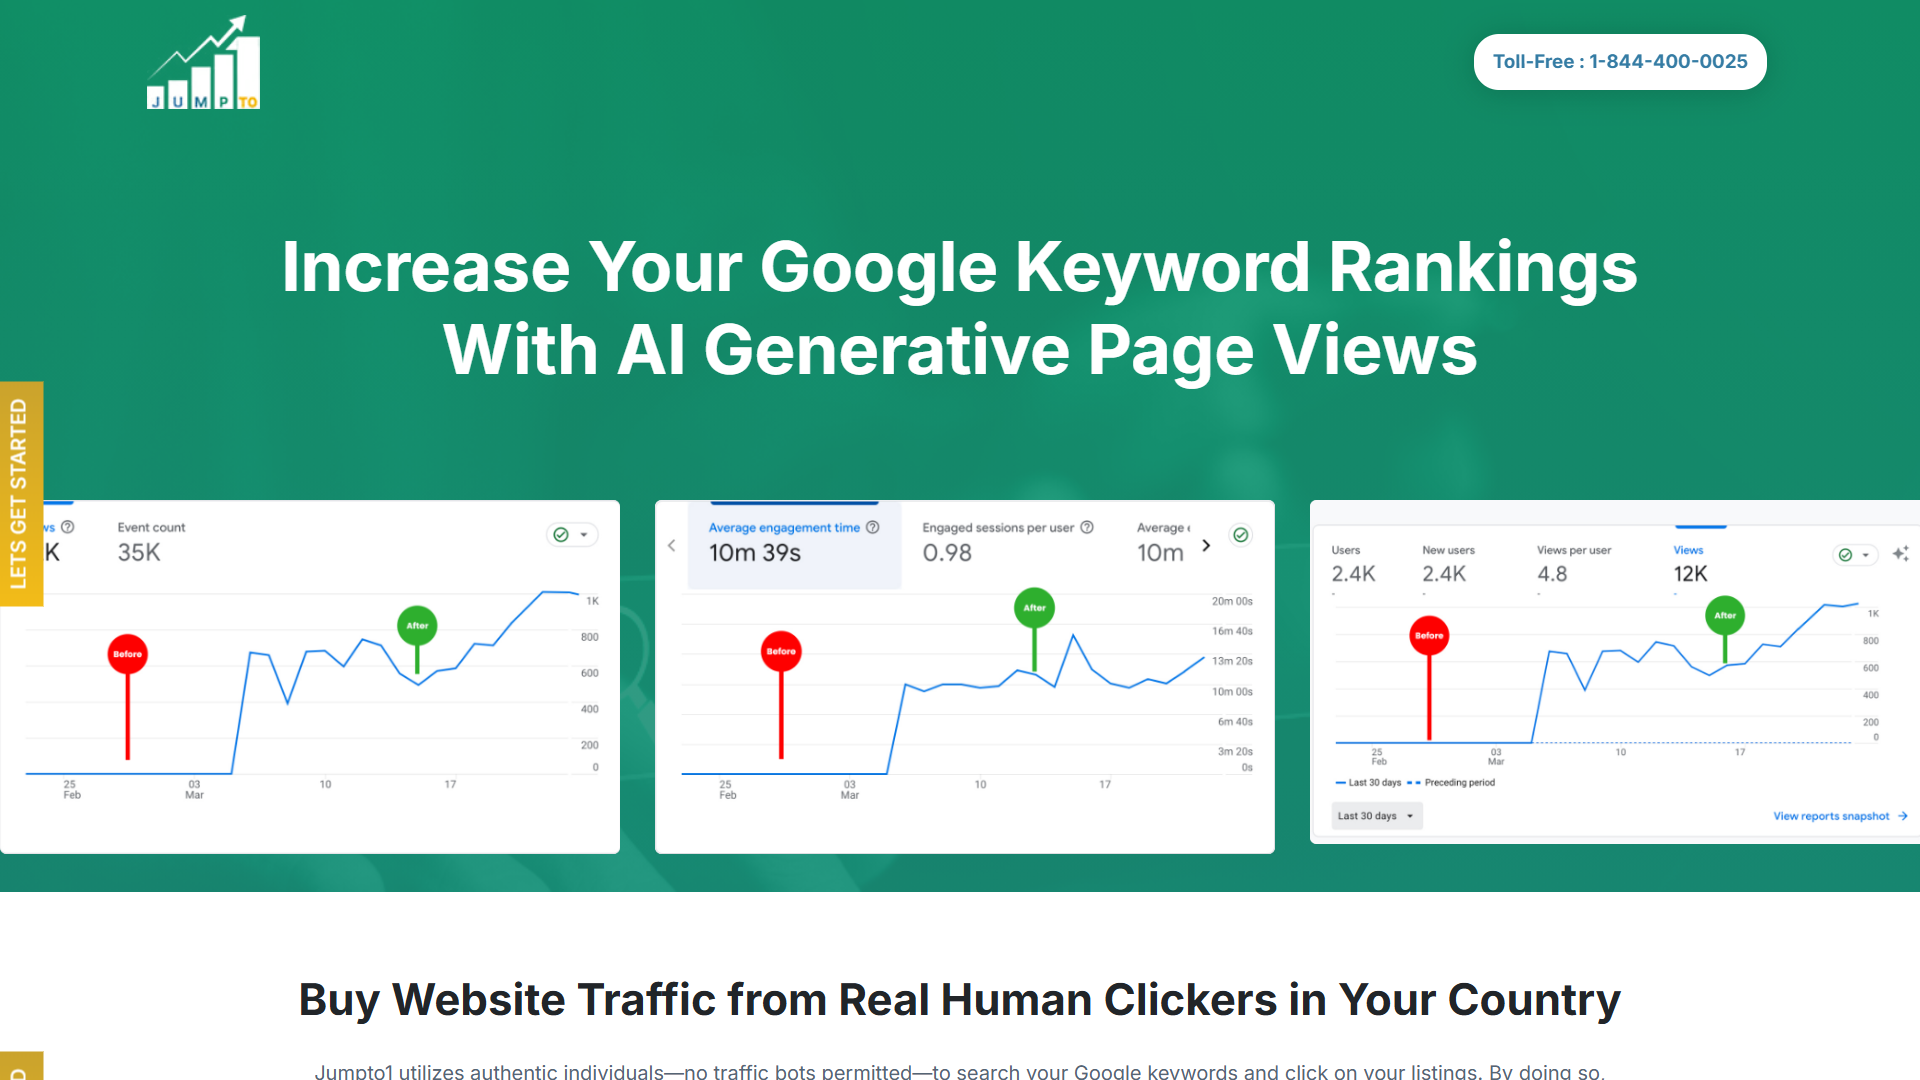 JUMPTO
Toll-Free : 1-844-400-0025
Increase Your Google Keyword Rankings
With AI Generative Page Views
LETS GET STARTED
ws
K
Event count
35K
Before
After
1K
800
600
400
200
0
25
Feb
03
Mar
10
17
Average engagement time
10m 39s
Engaged sessions per user
0.98
Average
10m
Before
After
20m 00s
16m 40s
13m 20s
10m 00s
6m 40s
3m 20s
0s
25
Feb
03
Mar
10
17
Users
2.4K
New users
2.4K
Views per user
4.8
Views
12K
Before
After
1K
800
600
400
200
0
25
Feb
03
Mar
10
17
Last 30 days
Preceding period
Last 30 days
View reports snapshot
Buy Website Traffic from Real Human Clickers in Your Country
Jumpto1 utilizes authentic individuals—no traffic bots permitted—to search your Google keywords and click on your listings. By doing so,
D